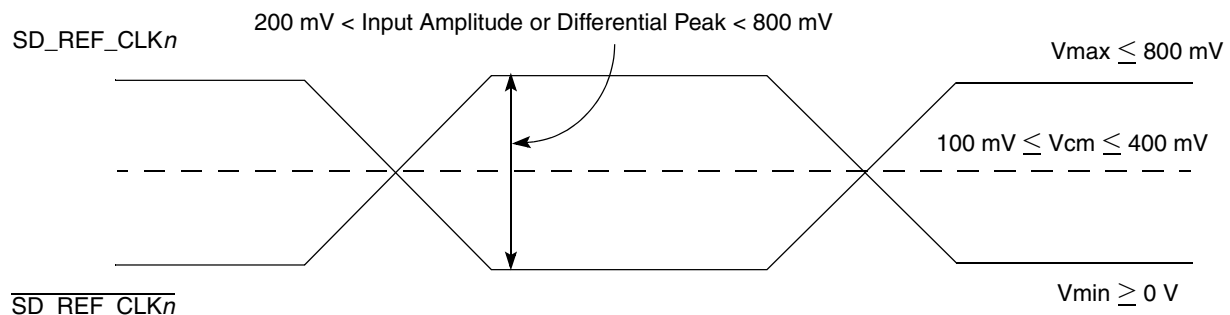 200 mV < Input Amplitude or Differential Peak < 800 mV
SD_REF_CLKn
Vmax ≤ 800 mV
100 mV ≤ Vcm ≤ 400 mV
Vmin ≥ 0 V
SD_REF_CLKn